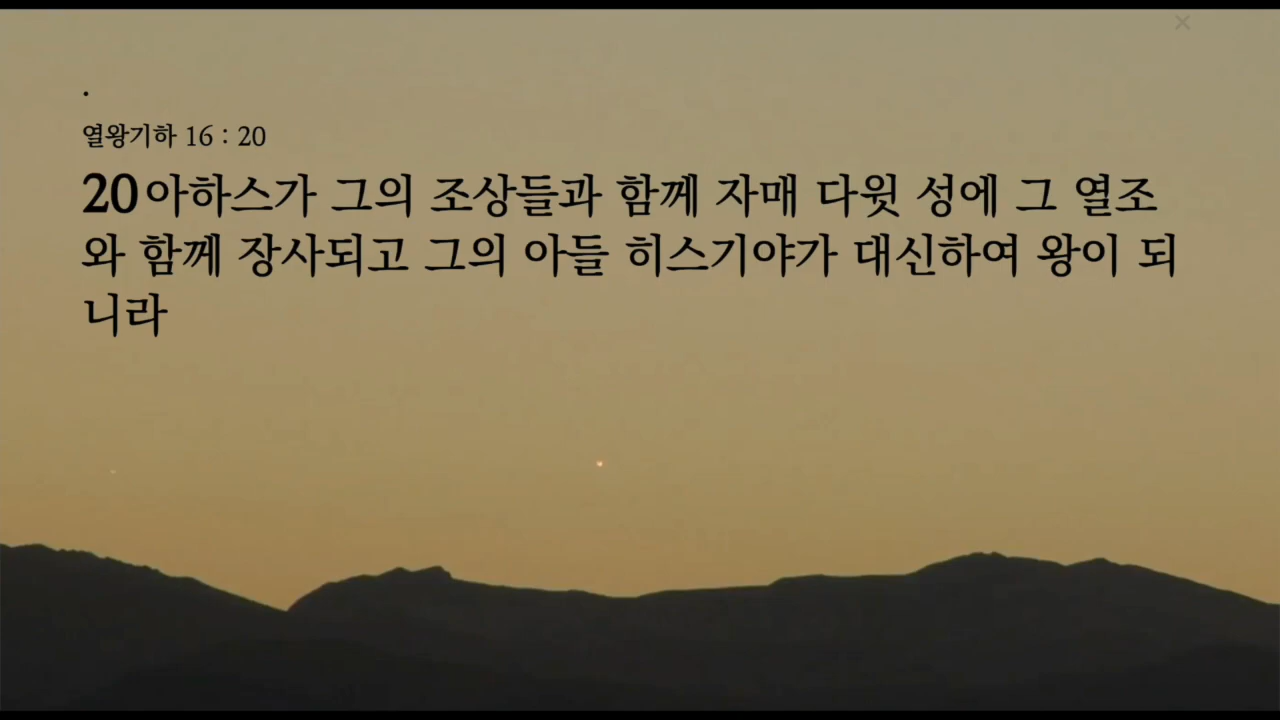 .
열왕기하 16 : 20
20 아하스가 그의 조상들과 함께 자매 다윗 성에 그 열조
와 함께 장사되고 그의 아들 히스기야가 대신하여 왕이 되
니라